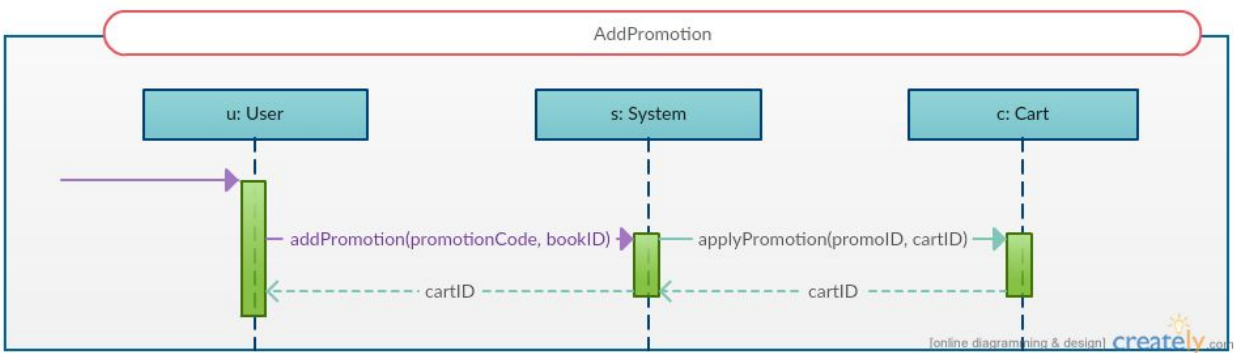 AddPromotion
u: User
s: System
c: Cart
addPromotion(promotionCode, bookID)
applyPromotion(promoID, cartID)
cartID
cartID
[online diagramming & design] creately.com